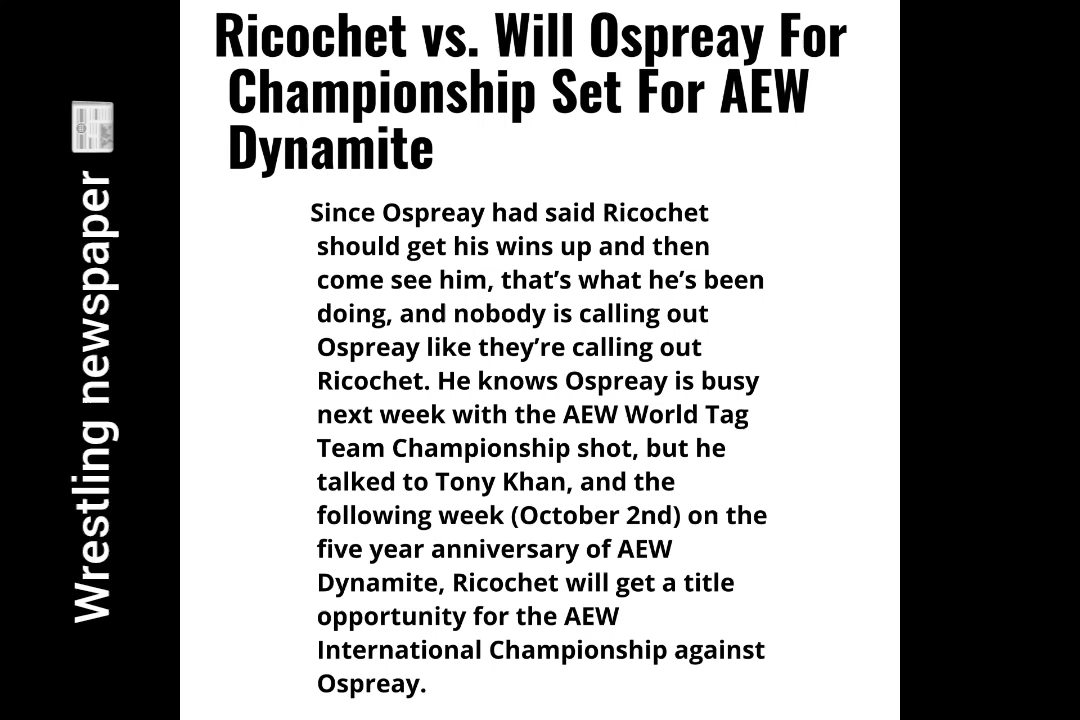 Wrestling newspaper
Ricochet vs. Will Ospreay For
Championship Set For AEW
Dynamite
Since Ospreay had said Ricochet
should get his wins up and then
come see him, that’s what he’s been
doing, and nobody is calling out
Ospreay like they’re calling out
Ricochet. He knows Ospreay is busy
next week with the AEW World Tag
Team Championship shot, but he
talked to Tony Khan, and the
following week (October 2nd) on the
five year anniversary of AEW
Dynamite, Ricochet will get a title
opportunity for the AEW
International Championship against
Ospreay.